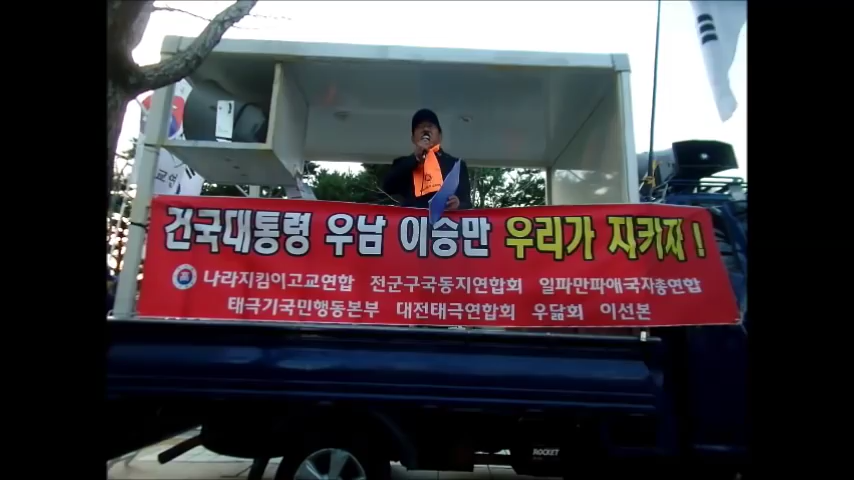 건국대통령 우남 이승만 우리가 지키자!
나라지킴이고교연합 전군구국동지연합회 일파만파애국자총연합
태극기국민행동본부 대전태극연합회 우닮회 이선본
ROCKET